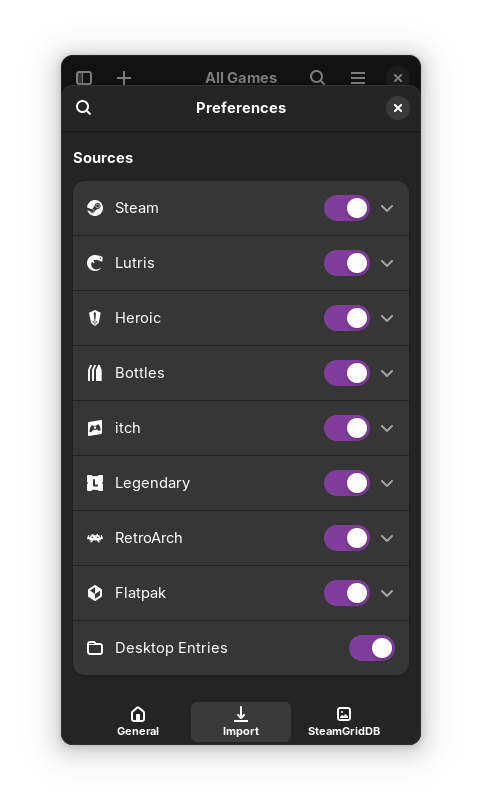 All Games
Preferences
Sources
Steam
Lutris
Heroic
Bottles
itch
Legendary
RetroArch
Flatpak
Desktop Entries
General
Import
SteamGridDB